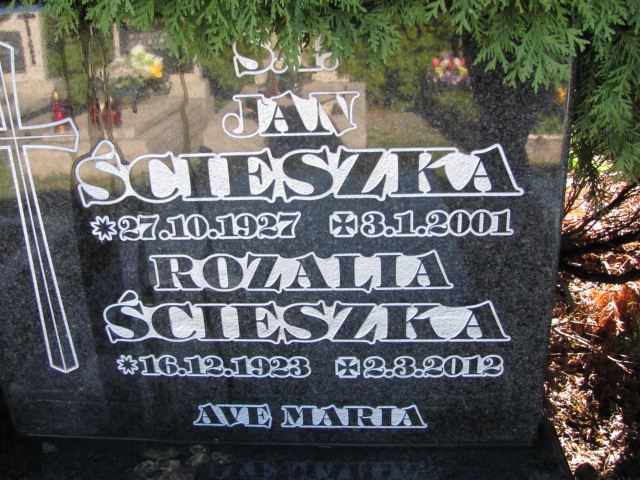 Ś.P.
JAN
ŚCIESZKA
27.10.1927 3.1.2001
ROZALIA
ŚCIESZKA
16.12.1923 2.3.2012
AVE MARIA